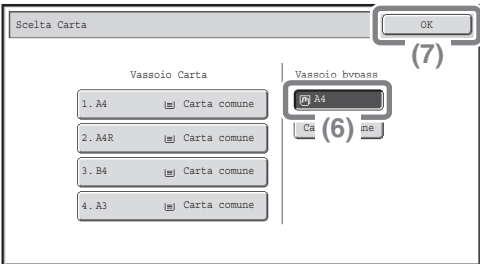 Scelta Carta
OK
(7)
Vassoio Carta
Vassoio bypass
1. A4 Carta comune
A4
2. A4R Carta comune
(6)
3. B4 Carta comune
4. A3 Carta comune